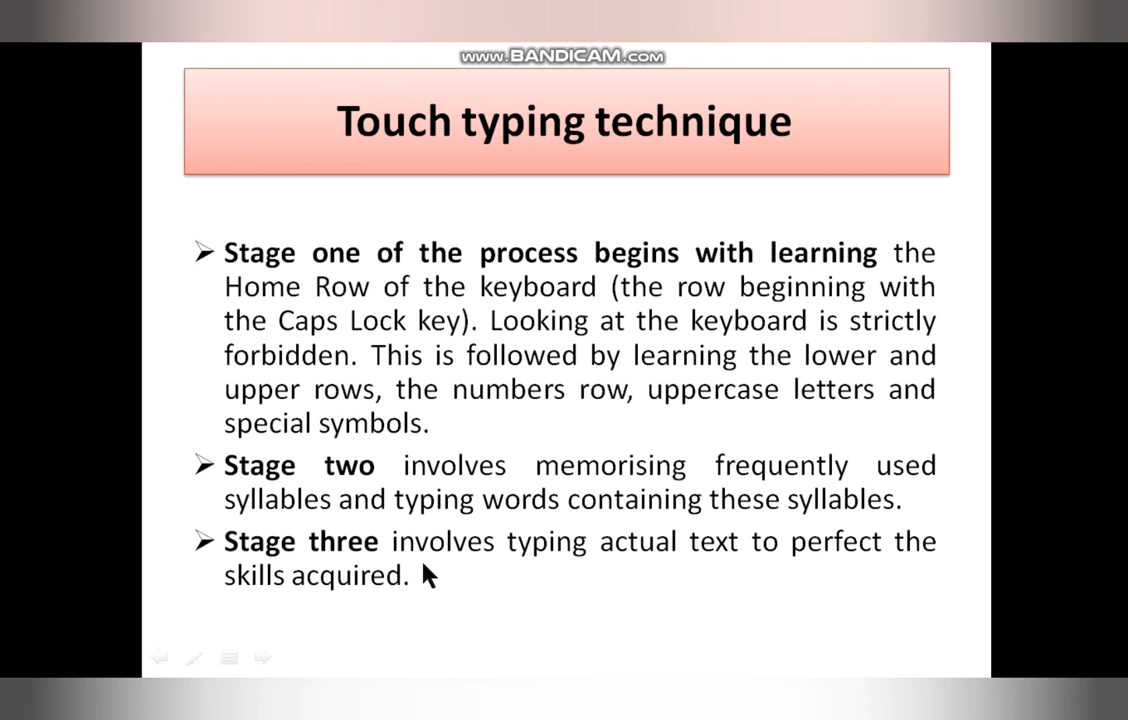 www.BANDICAM.com
Touch typing technique
➢ Stage one of the process begins with learning the
Home Row of the keyboard (the row beginning with
the Caps Lock key). Looking at the keyboard is strictly
forbidden. This is followed by learning the lower and
upper rows, the numbers row, uppercase letters and
special symbols.
➢ Stage two involves memorising frequently used
syllables and typing words containing these syllables.
➢ Stage three involves typing actual text to perfect the
skills acquired.